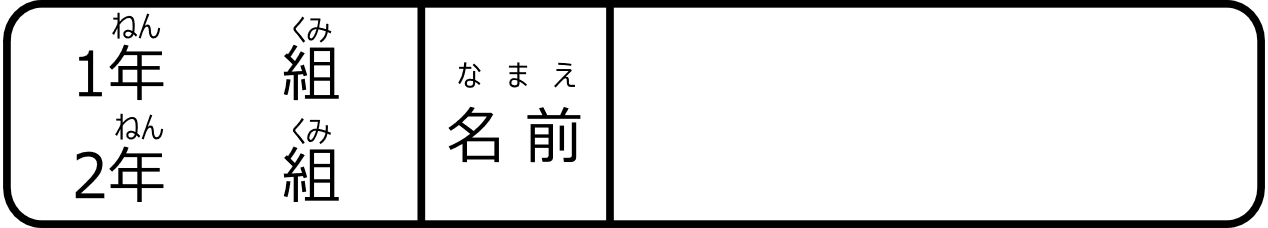 ねん くみ
1年 組
ねん くみ
2年 組
なまえ
名前